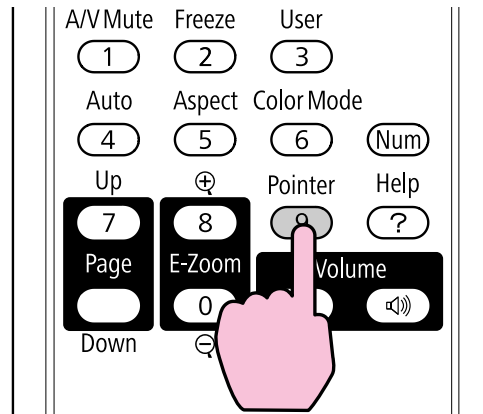 A/V Mute Freeze User
1 2 3
Auto Aspect Color Mode
4 5 6 Num
Up Pointer Help
7 8 9 ?
Page E-Zoom Volume
0
Down